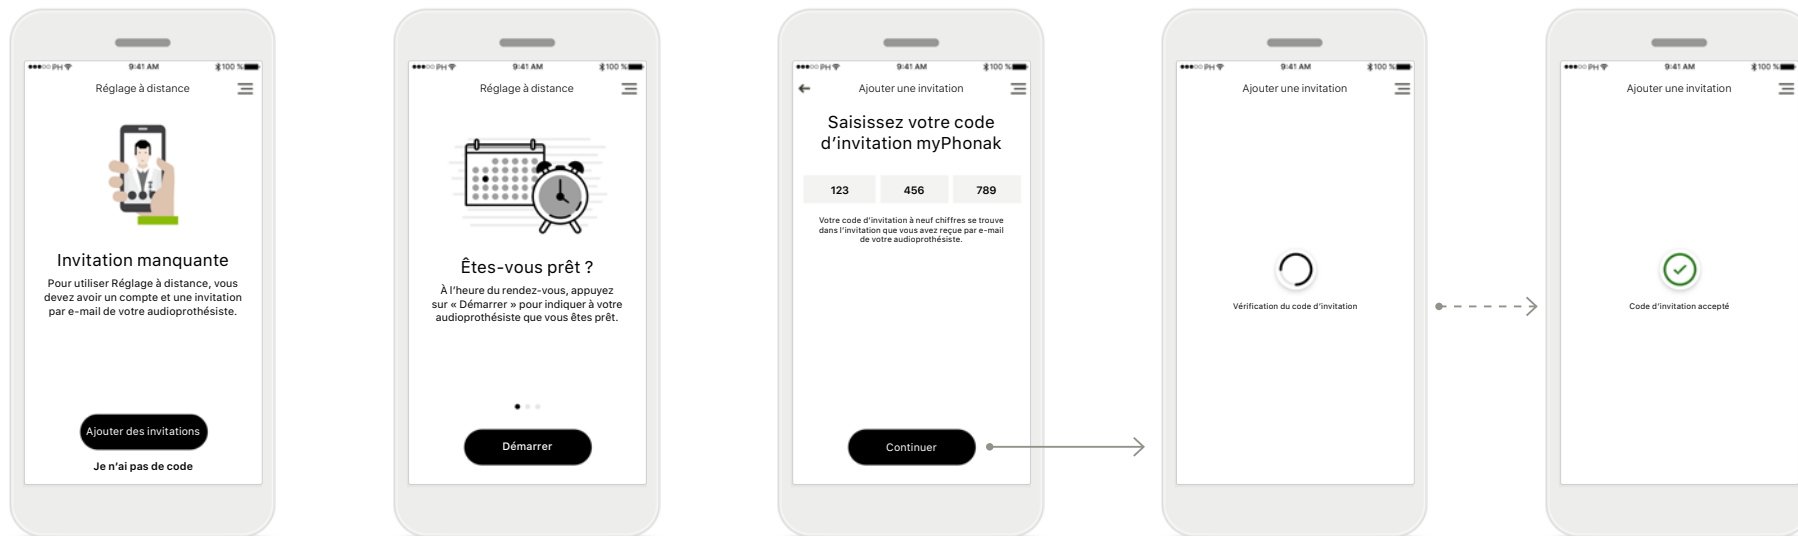 PH 9:41 AM 100 %
Réglage à distance
Invitation manquante
Pour utiliser Réglage à distance, vous
devez avoir un compte et une invitation
par e-mail de votre audioprothésiste.
Ajouter des invitations
Je n'ai pas de code
PH 9:41 AM 100 %
Réglage à distance
Êtes-vous prêt ?
À l'heure du rendez-vous, appuyez
sur « Démarrer » pour indiquer à votre
audioprothésiste que vous êtes prêt.
Démarrer
PH 9:41 AM 100 %
Ajouter une invitation
Saisissez votre code
d'invitation myPhonak
123 456 789
Votre code d'invitation à neuf chiffres se trouve
dans l'invitation que vous avez reçue par e-mail
de votre audioprothésiste.
Continuer
PH 9:41 AM 100 %
Ajouter une invitation
Vérification du code d'invitation
PH 9:41 AM 100 %
Ajouter une invitation
Code d'invitation accepté